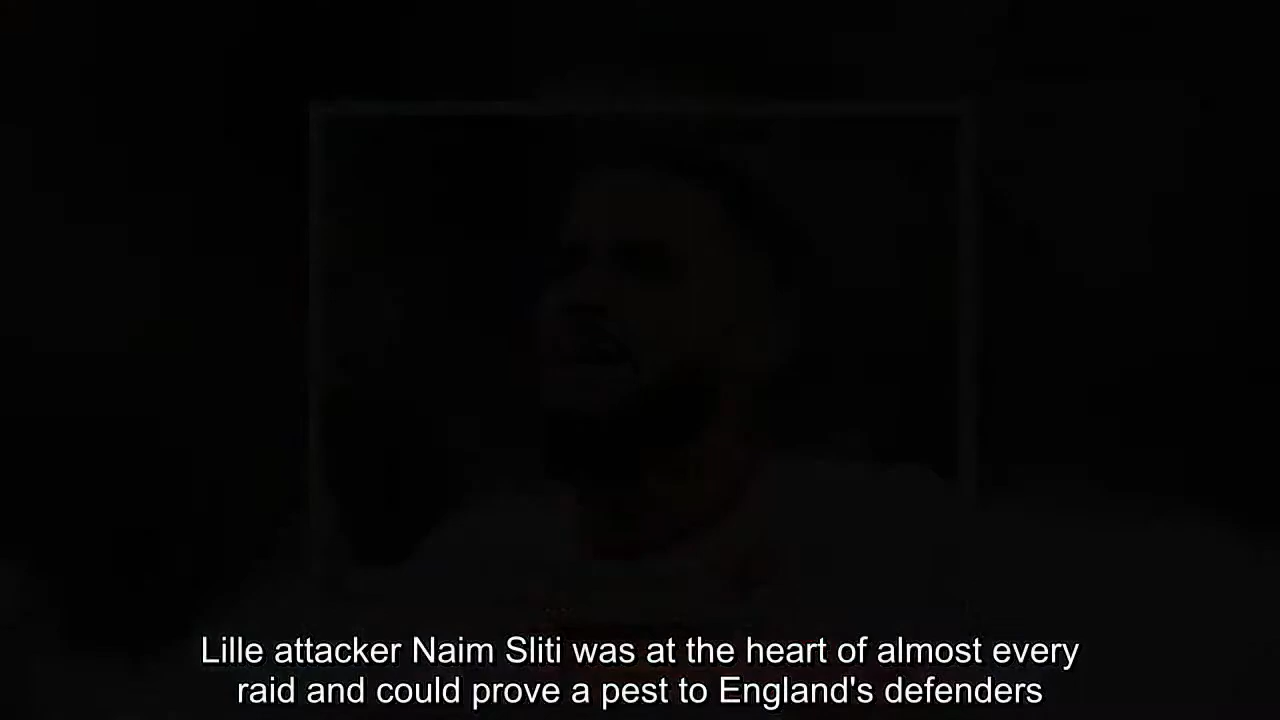 Lille attacker Naim Sliti was at the heart of almost every
raid and could prove a pest to England's defenders